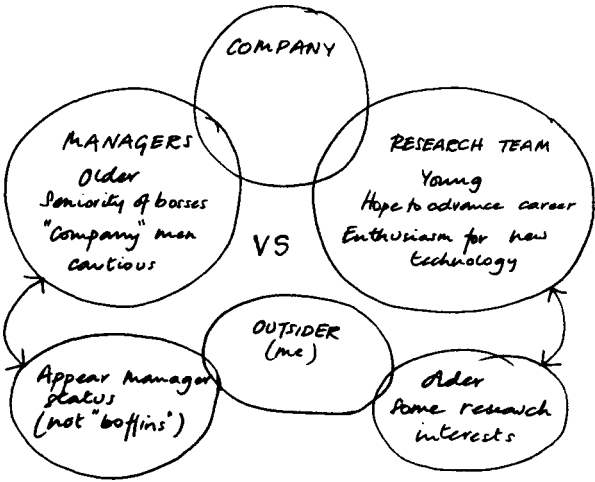 COMPANY
MANAGERS
Older
Seniority of bosses
"Company" men
cautious
VS
RESEARCH TEAM
Young
Hope to advance career
Enthusiasm for new
technology
OUTSIDER
(me)
Appear manager
status
(not "boffins")
Older
Some research
interests